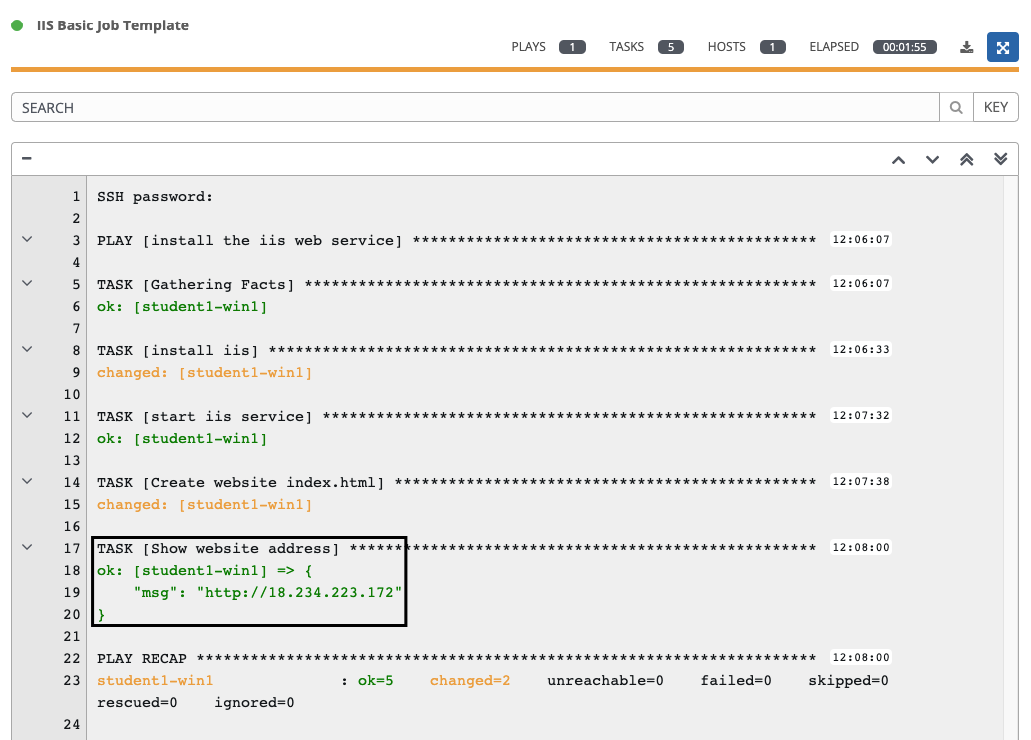 IIS Basic Job Template
PLAYS 1 TASKS 5 HOSTS 1 ELAPSED 00:01:55
SEARCH KEY
1 SSH password:
2
3 PLAY [install the iis web service] ********************************************* 12:06:07
4
5 TASK [Gathering Facts] ********************************************************* 12:06:07
6 ok: [student1-win1]
7
8 TASK [install iis] ************************************************************* 12:06:33
9 changed: [student1-win1]
10
11 TASK [start iis service] ******************************************************* 12:07:32
12 ok: [student1-win1]
13
14 TASK [Create website index.html] *********************************************** 12:07:38
15 changed: [student1-win1]
16
17 TASK [Show website address] **************************************************** 12:08:00
18 ok: [student1-win1] => {
19     "msg": "http://18.234.223.172"
20 }
21
22 PLAY RECAP ********************************************************************* 12:08:00
23 student1-win1              : ok=5    changed=2    unreachable=0    failed=0    skipped=0
rescued=0    ignored=0
24